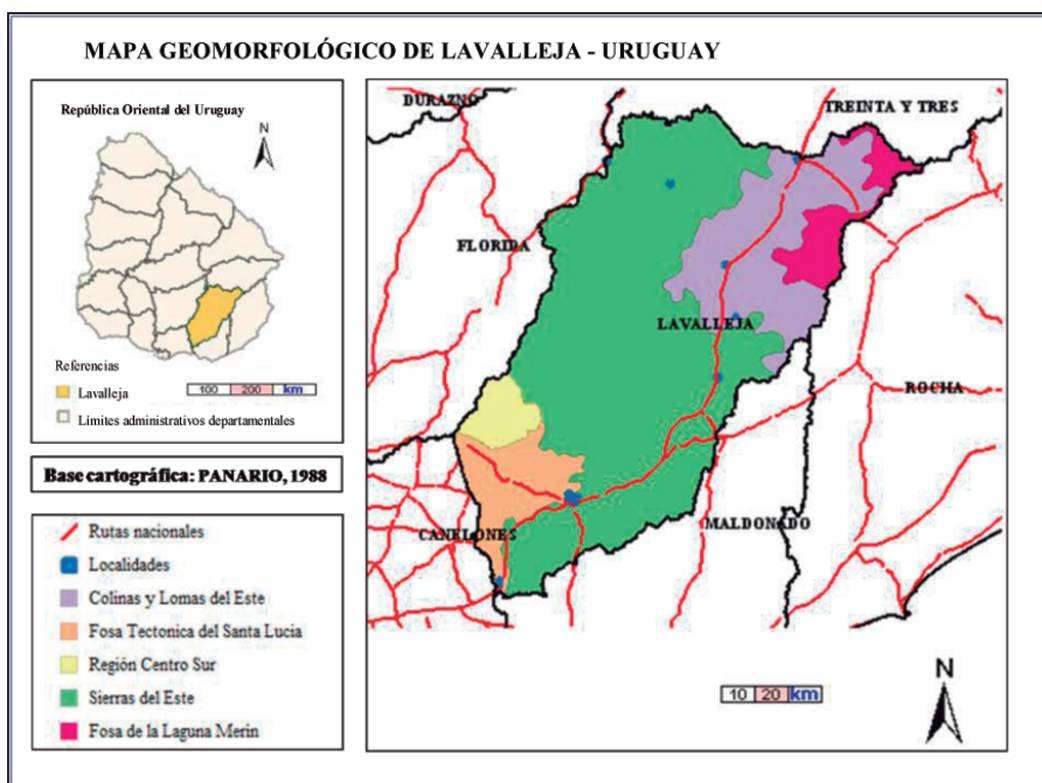 MAPA GEOMORFOLÓGICO DE LAVALLEJA - URUGUAY
República Oriental del Uruguay
N
Referencias
Lavalleja
100 200 km
Límites administrativos departamentales
Base cartográfica: PANARIO, 1988
Rutas nacionales
Localidades
Colinas y Lomas del Este
Fosa Tectonica del Santa Lucia
Región Centro Sur
Sierras del Este
Fosa de la Laguna Merin
DURAZNO
TREINTA Y TRES
FLORIDA
LAVALLEJA
ROCHA
MALDONADO
CANELONES
N
10 20 km